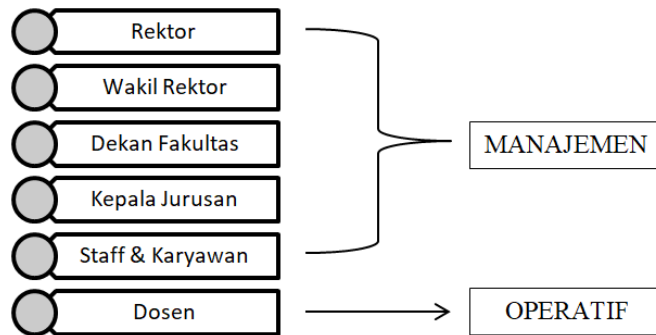 Rektor
Wakil Rektor
Dekan Fakultas
Kepala Jurusan
Staff & Karyawan
Dosen
MANAJEMEN
OPERATIF